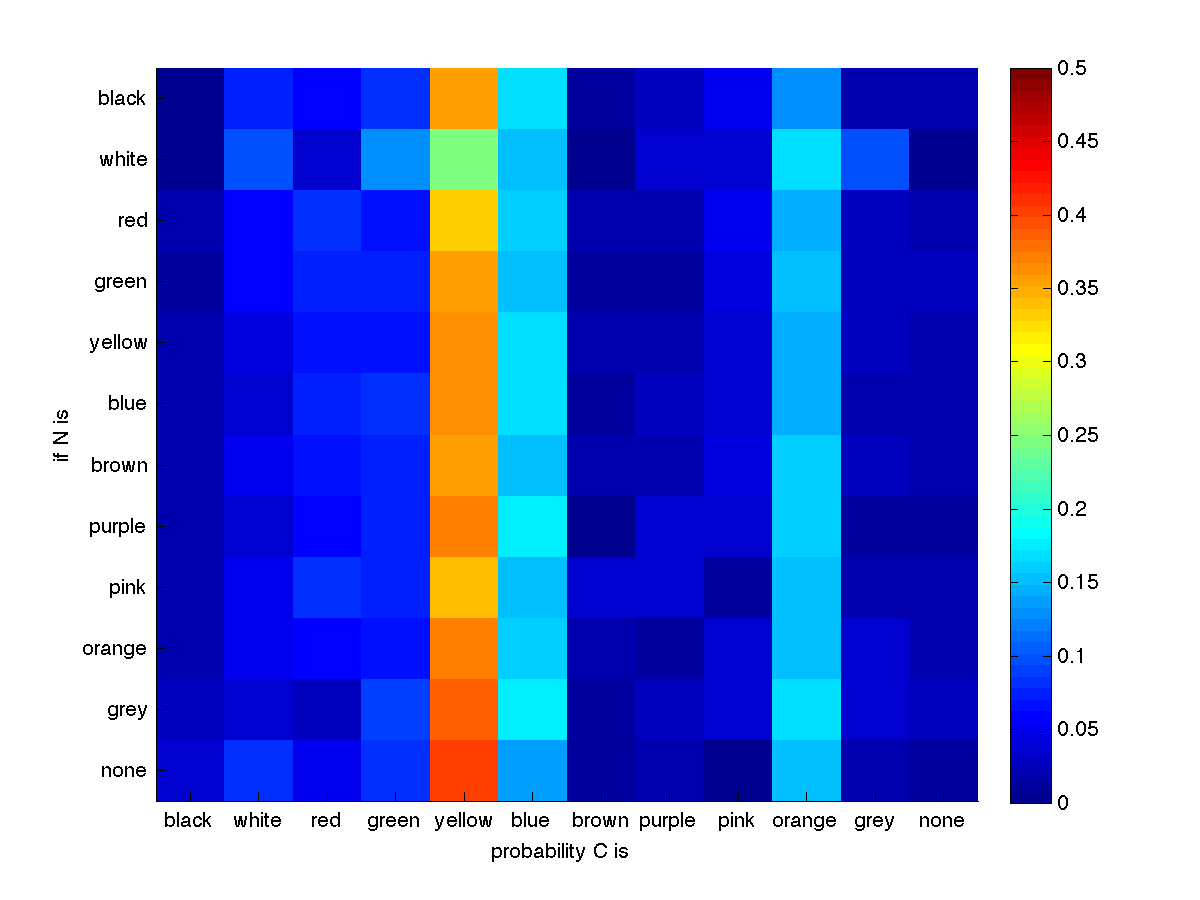 black
white
red
green
yellow
blue
brown
purple
pink
orange
grey
none
if N is
black white red green yellow blue brown purple pink orange grey none
probability C is
0.5
0.45
0.4
0.35
0.3
0.25
0.2
0.15
0.1
0.05
0